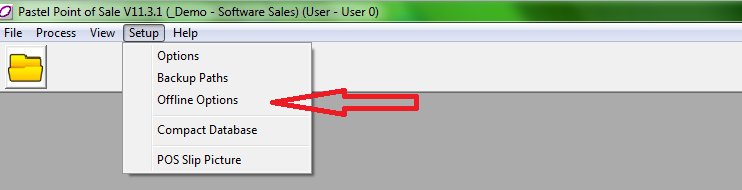 Pastel Point of Sale V11.3.1 (_Demo - Software Sales) (User - User 0)
File Process View Setup Help
Options
Backup Paths
Offline Options
Compact Database
POS Slip Picture